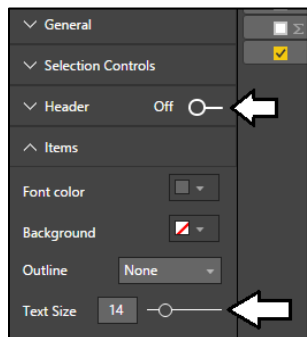 General
Σ
Selection Controls
Header Off
Items
Font color
Background
Outline None
Text Size 14